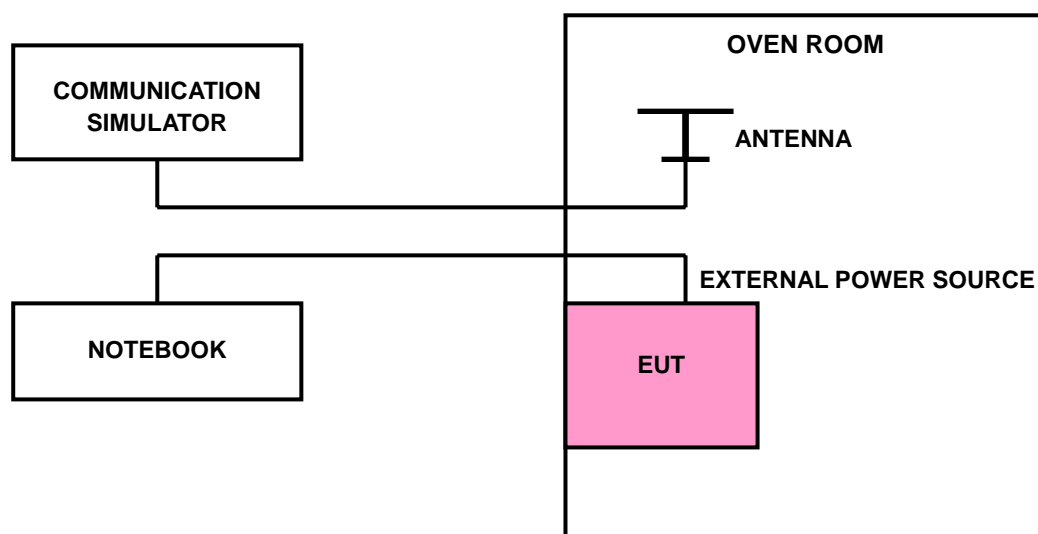 OVEN ROOM
COMMUNICATION
SIMULATOR
ANTENNA
EXTERNAL POWER SOURCE
NOTEBOOK
EUT